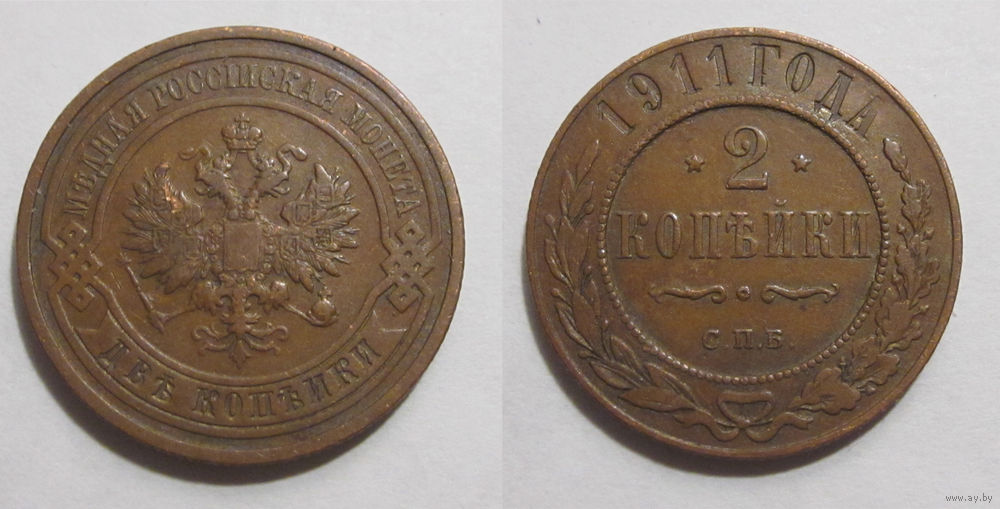 МѢДНАЯ РОССІЙСКАЯ МОНЕТА
ДВѢ КОПѢЙКИ
1911 ГОДА
2
КОПѢЙКИ
С.П.Б.
www.ay.by